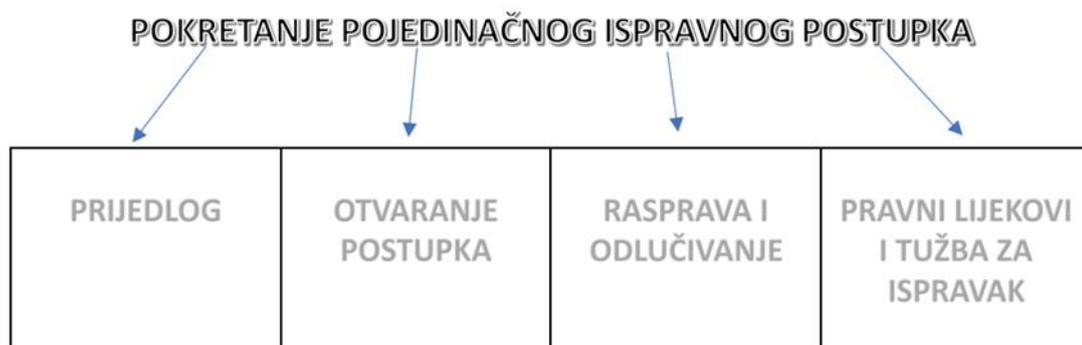 POKRETANJE POJEDINAČNOG ISPRAVNOG POSTUPKA
PRIJEDLOG
OTVARANJE
POSTUPKA
RASPRAVA I
ODLUČIVANJE
PRAVNI LIJEKOVI
I TUŽBA ZA
ISPRAVAK